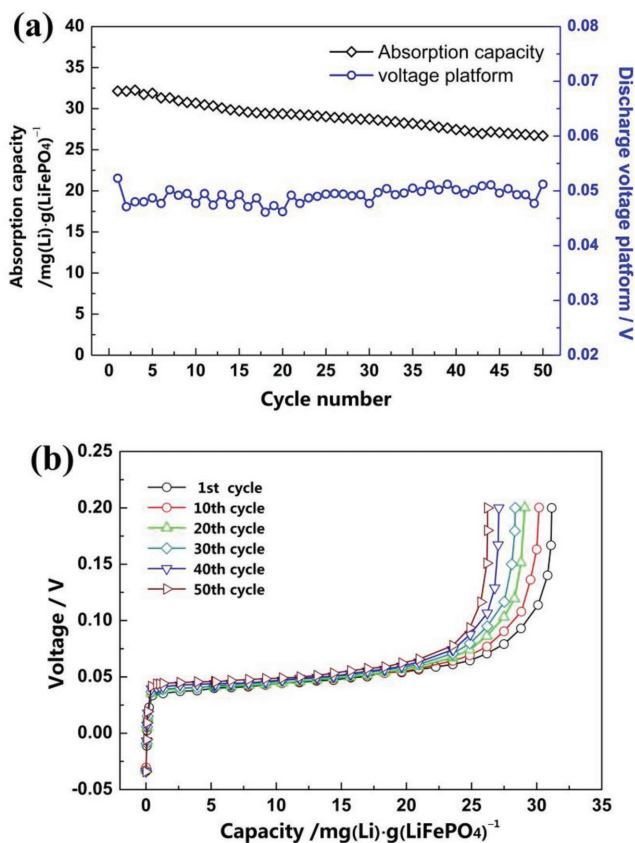 (a)
Absorption capacity
voltage platform
Absorption capacity
/mg(Li)·g(LiFePO₄)⁻¹
40
35
30
25
20
15
10
5
0
0.08
0.07
0.06
0.05
0.04
0.03
0.02
Discharge voltage platform / V
0 5 10 15 20 25 30 35 40 45 50
Cycle number
(b)
1st cycle
10th cycle
20th cycle
30th cycle
40th cycle
50th cycle
Voltage / V
0.25
0.20
0.15
0.10
0.05
0.00
-0.05
0 5 10 15 20 25 30 35
Capacity /mg(Li)·g(LiFePO₄)⁻¹